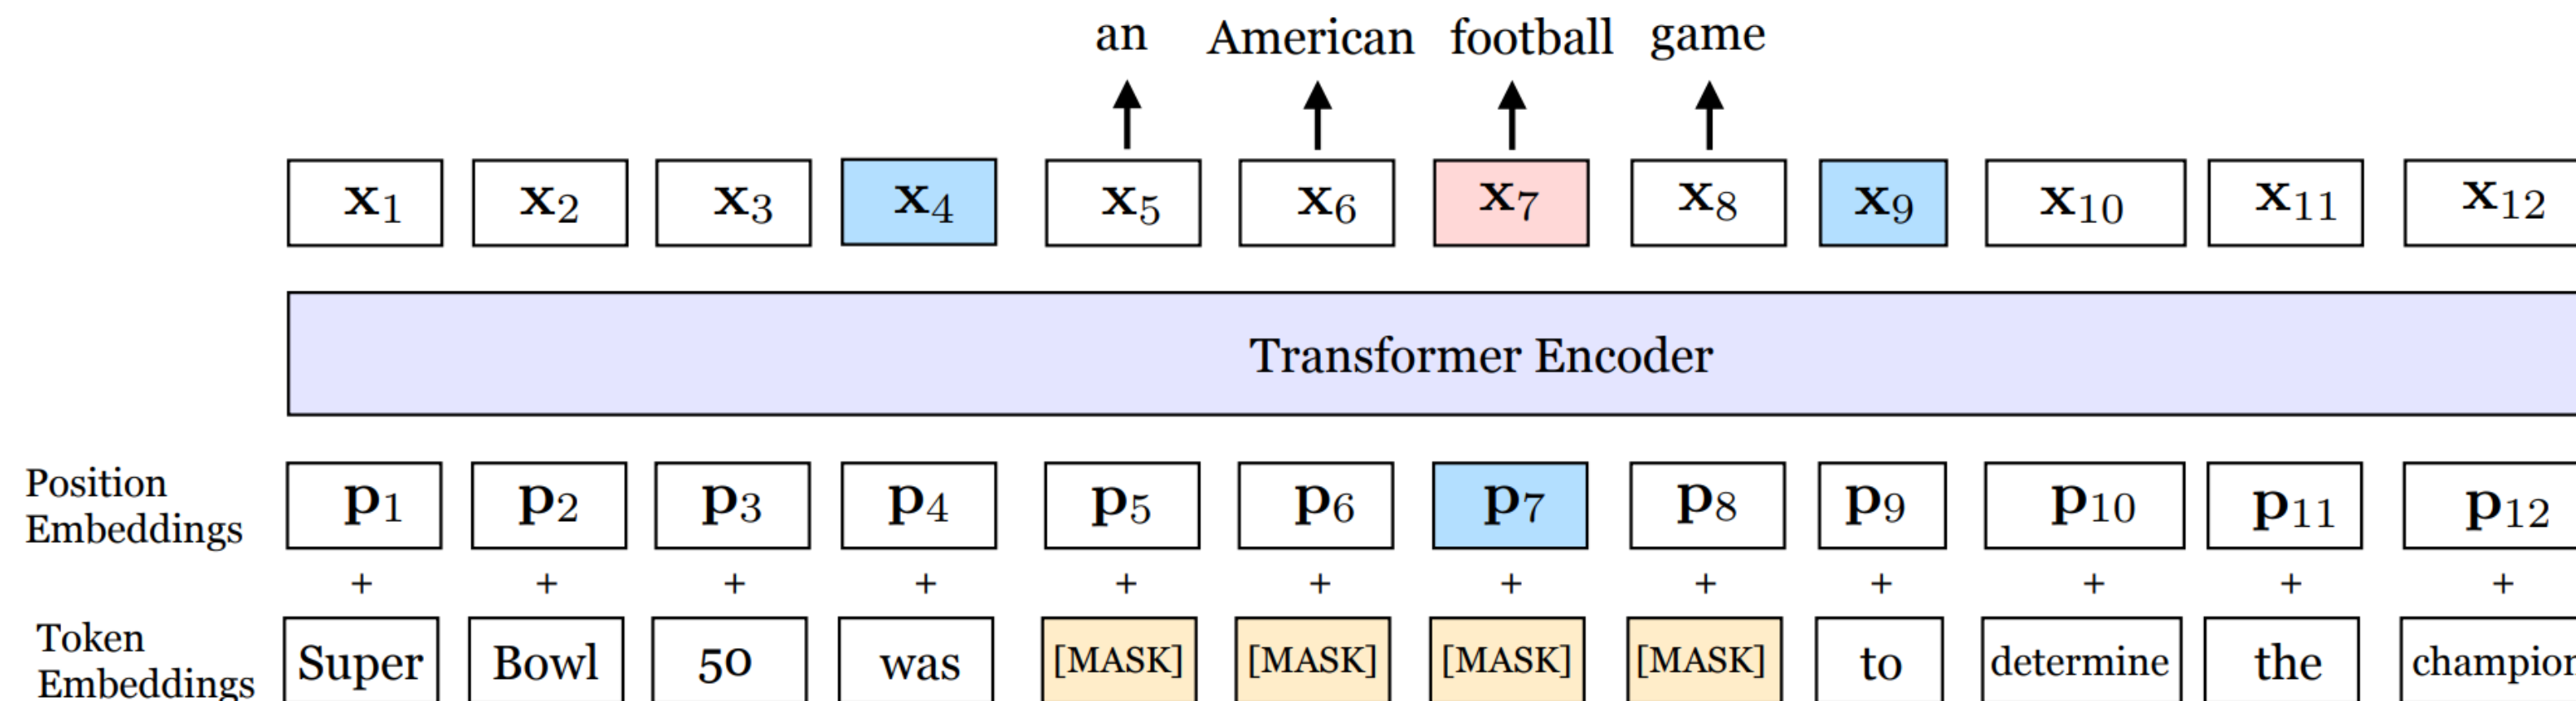 an American football game
x1 x2 x3 x4 x5 x6 x7 x8 x9 x10 x11 x12
Transformer Encoder
Position
Embeddings
p1 p2 p3 p4 p5 p6 p7 p8 p9 p10 p11 p12
+ + + + + + + + + + + +
Token
Embeddings
Super Bowl 50 was [MASK] [MASK] [MASK] [MASK] to determine the champion